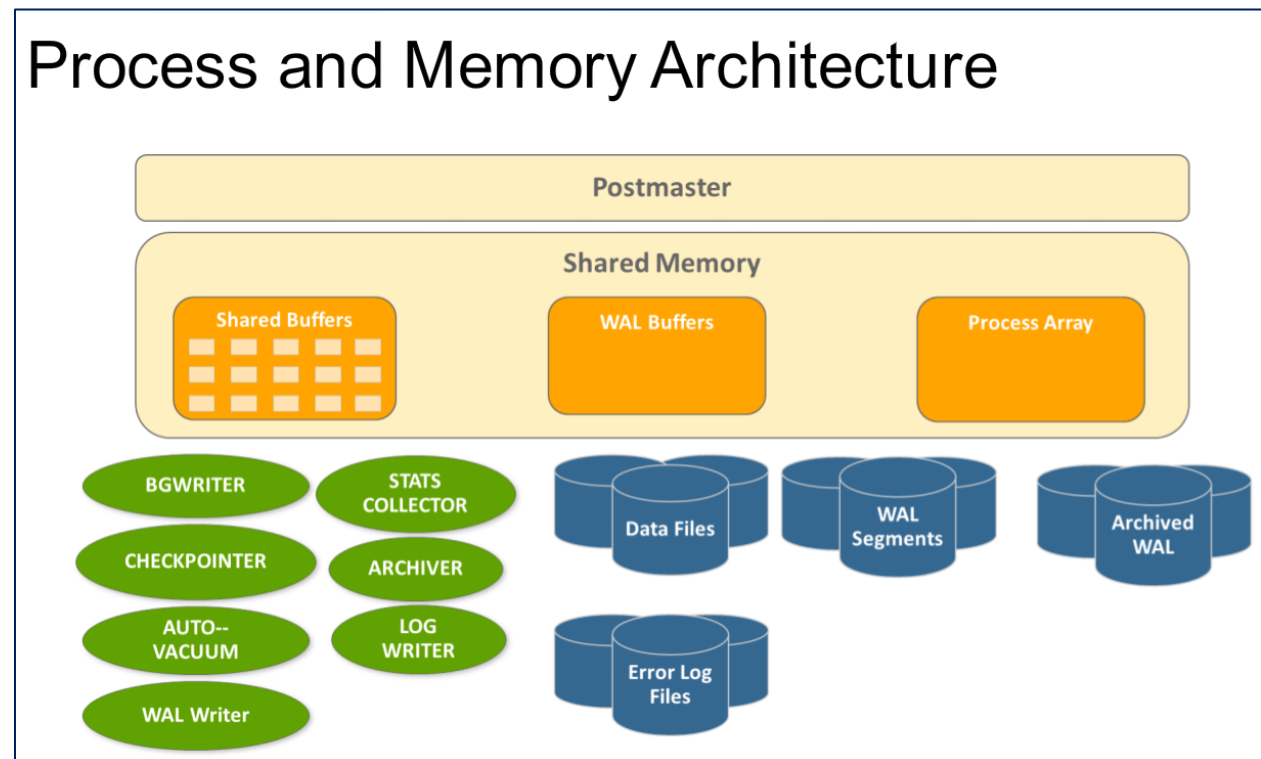 Process and Memory Architecture
Postmaster
Shared Memory
Shared Buffers
WAL Buffers
Process Array
BGWRITER
STATS
COLLECTOR
CHECKPOINTER
ARCHIVER
AUTO--
VACUUM
LOG
WRITER
WAL Writer
Data Files
WAL
Segments
Archived
WAL
Error Log
Files